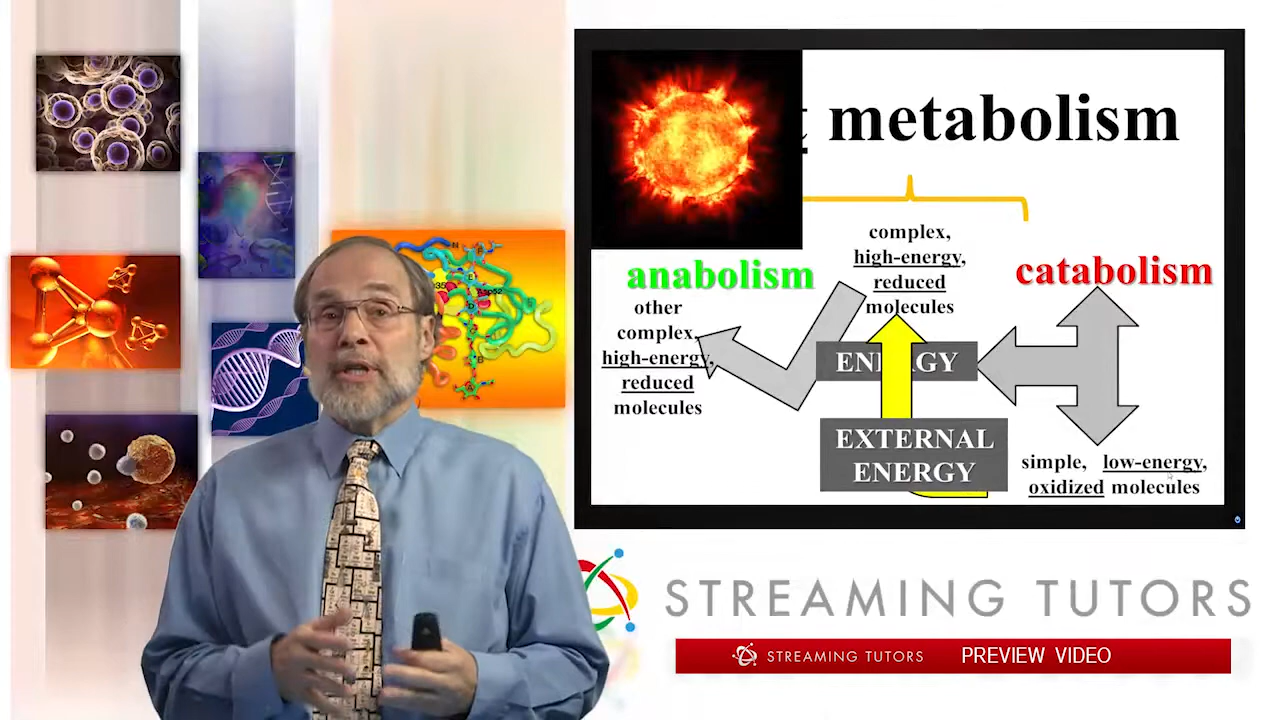 metabolism
complex,
high-energy,
reduced
molecules
anabolism
catabolism
other
complex,
high-energy,
reduced
molecules
ENERGY
EXTERNAL
ENERGY
simple, low-energy,
oxidized molecules
STREAMING TUTORS
STREAMING TUTORS PREVIEW VIDEO